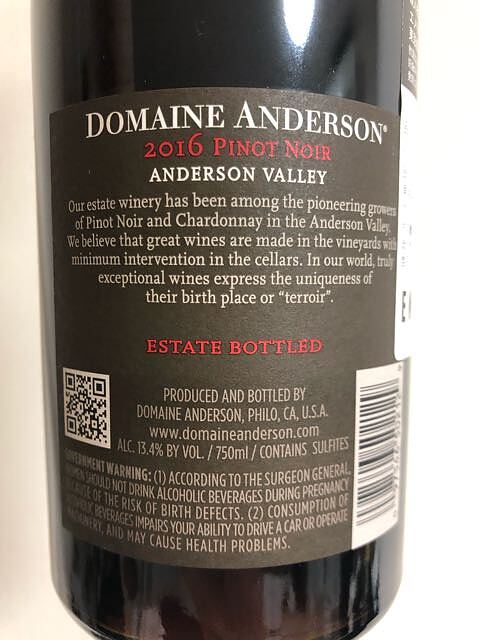 DOMAINE ANDERSON®
2016 PINOT NOIR
ANDERSON VALLEY
Our estate winery has been among the pioneering growers
of Pinot Noir and Chardonnay in the Anderson Valley.
We believe that great wines are made in the vineyards with
minimum intervention in the cellars. In our world, truly
exceptional wines express the uniqueness of
their birth place or “terroir”.
ESTATE BOTTLED
PRODUCED AND BOTTLED BY
DOMAINE ANDERSON, PHILO, CA, U.S.A.
www.domaineanderson.com
ALC. 13.4% BY VOL. / 750ml / CONTAINS SULFITES
GOVERNMENT WARNING: (1) ACCORDING TO THE SURGEON GENERAL,
WOMEN SHOULD NOT DRINK ALCOHOLIC BEVERAGES DURING PREGNANCY
BECAUSE OF THE RISK OF BIRTH DEFECTS. (2) CONSUMPTION OF
ALCOHOLIC BEVERAGES IMPAIRS YOUR ABILITY TO DRIVE A CAR OR OPERATE
MACHINERY, AND MAY CAUSE HEALTH PROBLEMS.